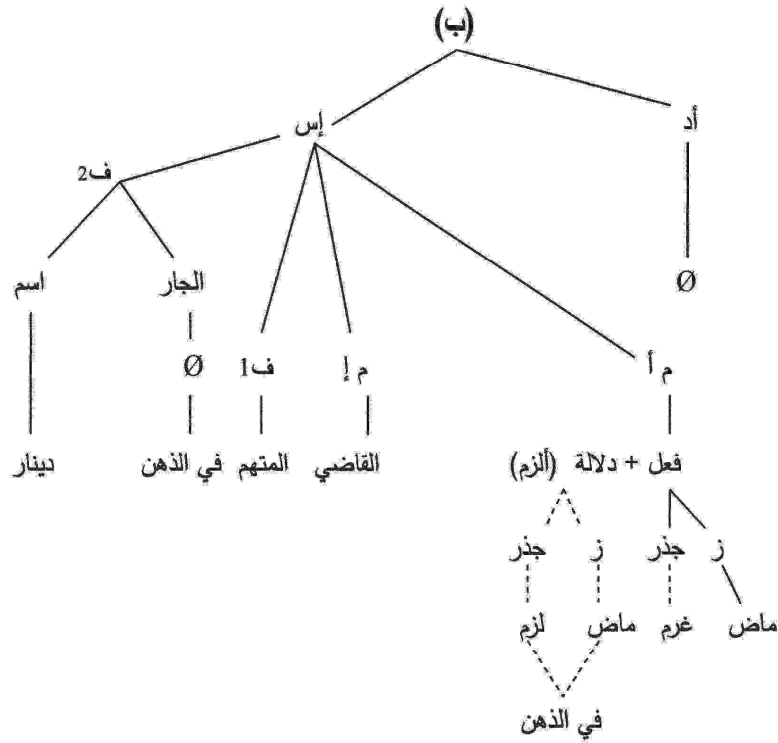 (ب)
أد
إس
ف2
الجار
اسم
Ø
م أ
م إ
ف1
Ø
فعل + دلالة (ألزم)
القاضي
المتهم
في الذهن
دينار
ز
جذر
ز
جذر
ماض
غرم
ماض
لزم
في الذهن